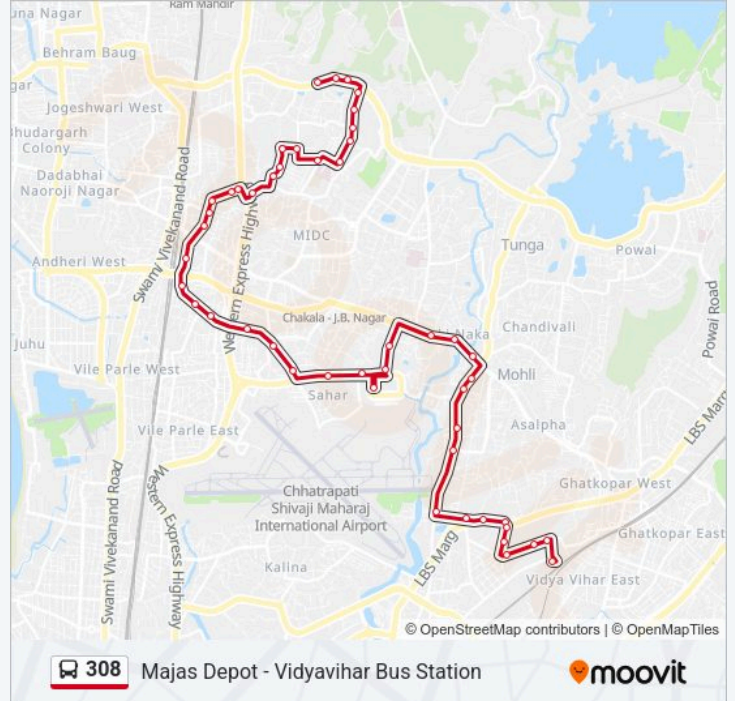 Ram Mandir
una Nagar
Behram Baug
gar
Jogeshwari West
Bhudargarh
Colony
Dadabhai
Naoroji Nagar
Swami Vivekanand Road
Western Express Highway
MIDC
Andheri West
Tunga
Powai
Powai Road
Chakala - J.B. Nagar
Naka
Chandivali
Juhu
Vile Parle West
Mohli
Sahar
LBS Marg
Asalpha
Vile Parle East
Ghatkopar West
Chhatrapati
Shivaji Maharaj
International Airport
Ghatkopar East
Swami Vivekanand Road
Western Express Highway
Kalina
LBS Marg
Vidya Vihar East
© OpenStreetMap contributors | © OpenMapTiles
308 Majas Depot - Vidyavihar Bus Station
moovit